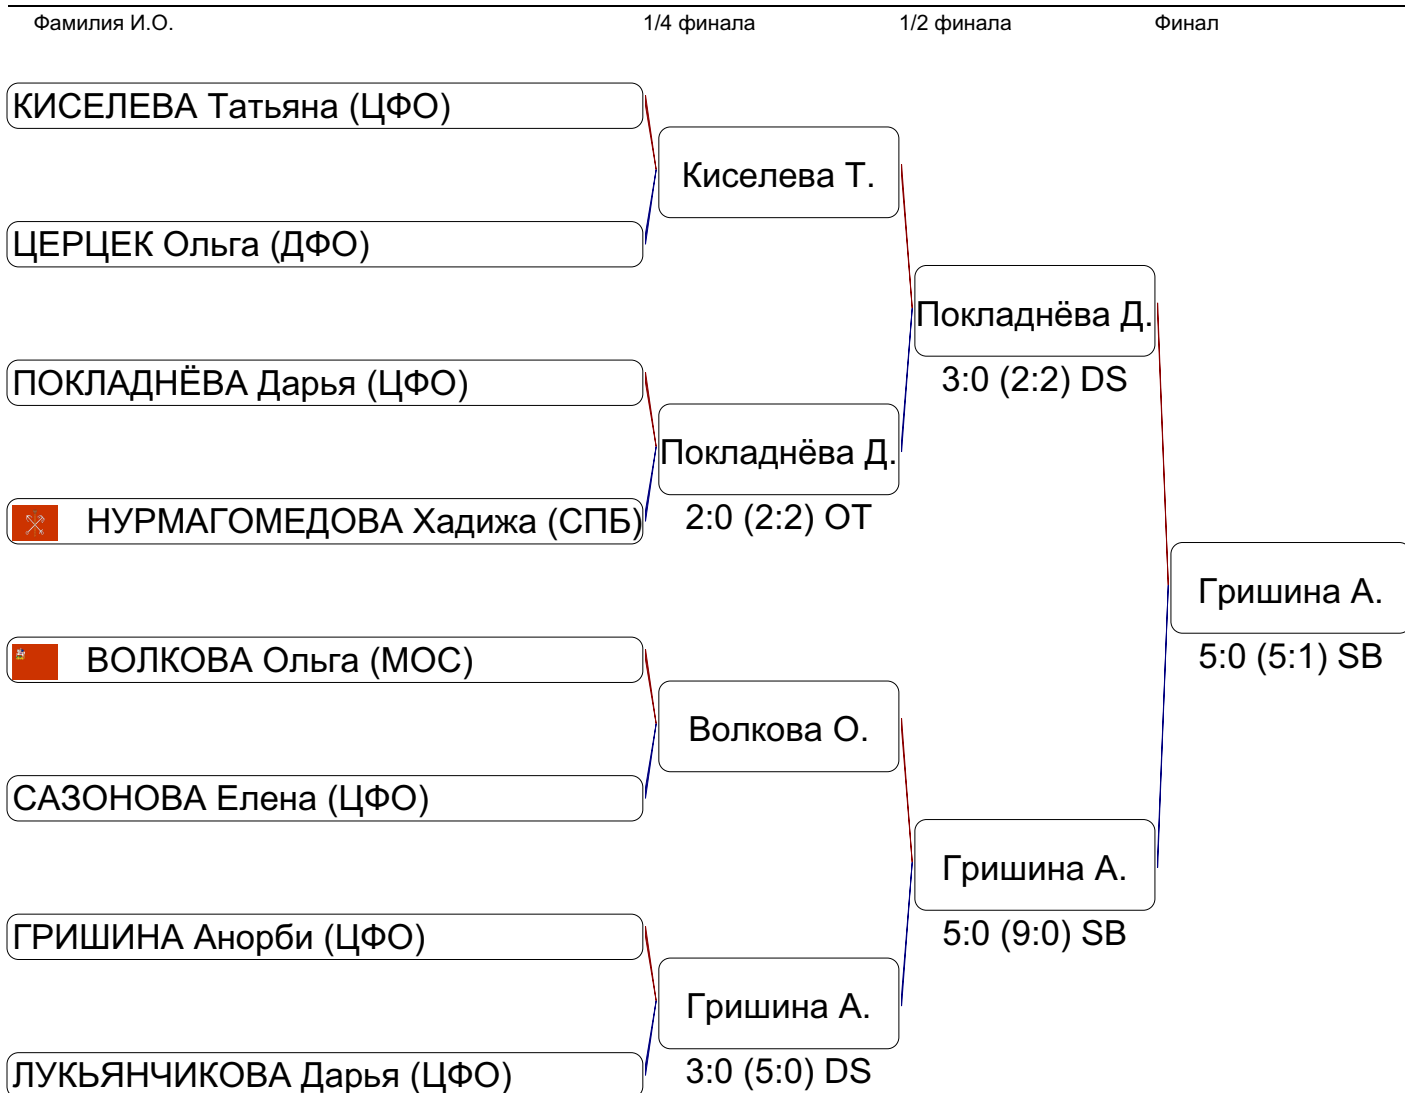 Фамилия И.О. 1/4 финала 1/2 финала Финал
КИСЕЛЕВА Татьяна (ЦФО)
Киселева Т.
ЦЕРЦЕК Ольга (ДФО)
Покладнёва Д.
3:0 (2:2) DS
ПОКЛАДНЁВА Дарья (ЦФО)
Покладнёва Д.
2:0 (2:2) OT
НУРМАГОМЕДОВА Хадижа (СПБ)
Гришина А.
5:0 (5:1) SB
ВОЛКОВА Ольга (МОС)
Волкова О.
САЗОНОВА Елена (ЦФО)
Гришина А.
5:0 (9:0) SB
ГРИШИНА Анорби (ЦФО)
Гришина А.
3:0 (5:0) DS
ЛУКЬЯНЧИКОВА Дарья (ЦФО)